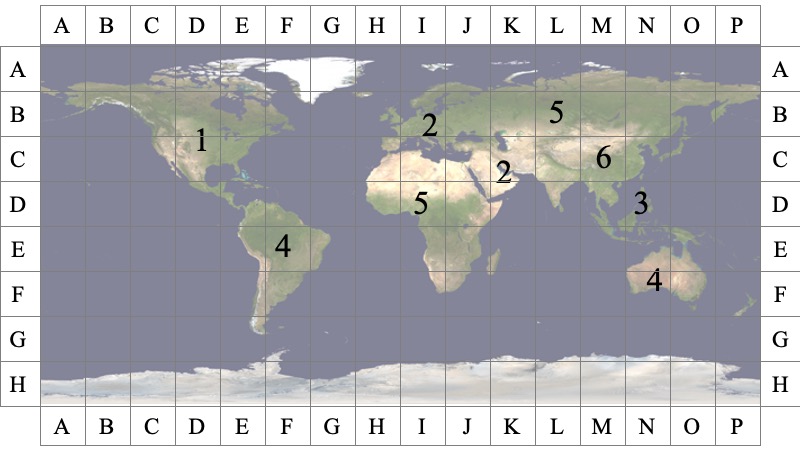 A B C D E F G H I J K L M N O P
A A
B 2 5 B
1
C 2 6 C
D 5 3 D
E 4 E
F 4 F
G G
H H
A B C D E F G H I J K L M N O P